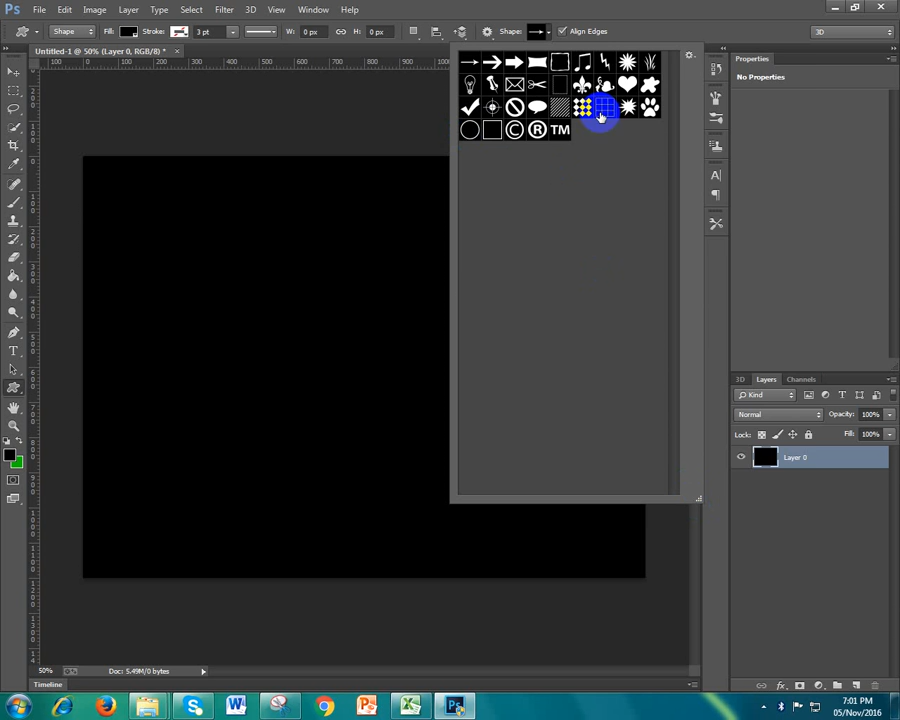 Ps File Edit Image Layer Type Select Filter 3D View Window Help
Shape Fill: Stroke: 3 pt W: 0 px H: 0 px Shape: Align Edges 3D
Untitled-1 @ 50% (Layer 0, RGB/8) * ×
Properties
No Properties
TM
3D Layers Channels
Kind
Normal Opacity: 100%
Lock: Fill: 100%
Layer 0
50% Doc: 5.49M/0 bytes
Timeline
7:01 PM
05/Nov/2016